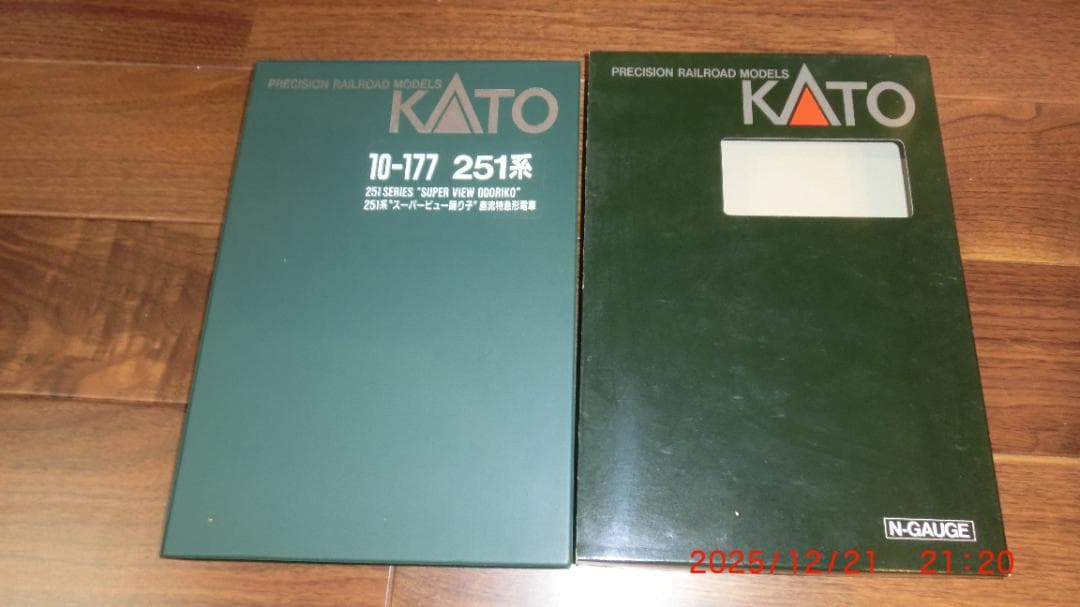 PRECISION RAILROAD MODELS
KATO
10-177 251系
251 SERIES "SUPER VIEW ODORIKO"
251系"スーパービュー踊り子"直流特急形電車
PRECISION RAILROAD MODELS
KATO
N-GAUGE
2025/12/21 21:20